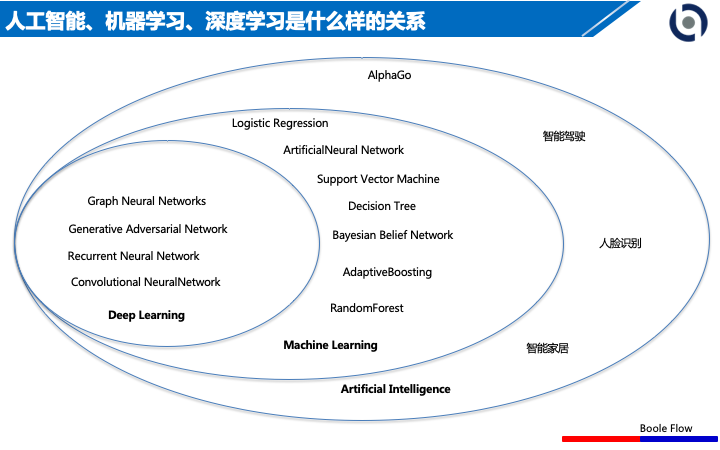 人工智能、机器学习、深度学习是什么样的关系
AlphaGo
Logistic Regression
智能驾驶
ArtificialNeural Network
Support Vector Machine
Graph Neural Networks
Decision Tree
Generative Adversarial Network
Bayesian Belief Network
人脸识别
Recurrent Neural Network
AdaptiveBoosting
Convolutional NeuralNetwork
RandomForest
Deep Learning
Machine Learning
智能家居
Artificial Intelligence
Boole Flow